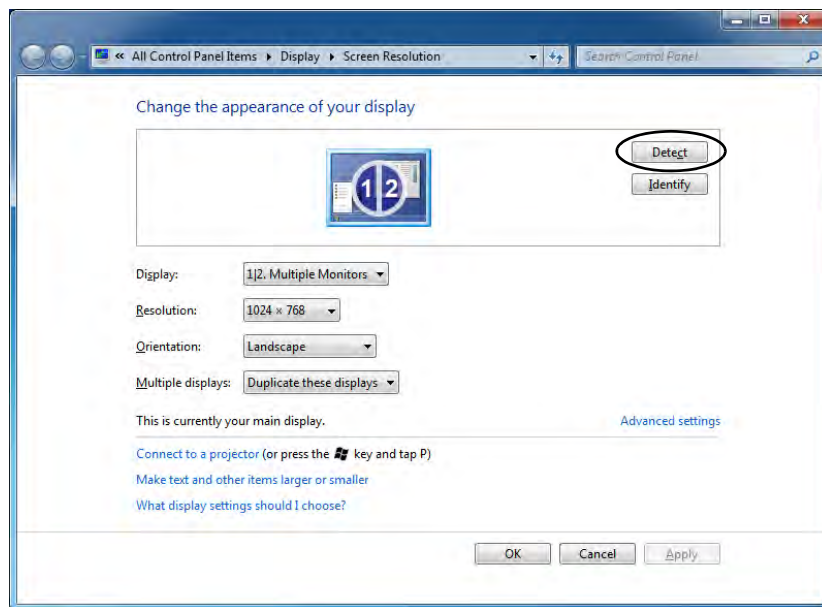 « All Control Panel Items ▸ Display ▸ Screen Resolution
Search Control Panel
Change the appearance of your display
Detect
1|2
Identify
Display: 1|2. Multiple Monitors
Resolution: 1024 × 768
Orientation: Landscape
Multiple displays: Duplicate these displays
This is currently your main display. Advanced settings
Connect to a projector (or press the key and tap P)
Make text and other items larger or smaller
What display settings should I choose?
OK Cancel Apply